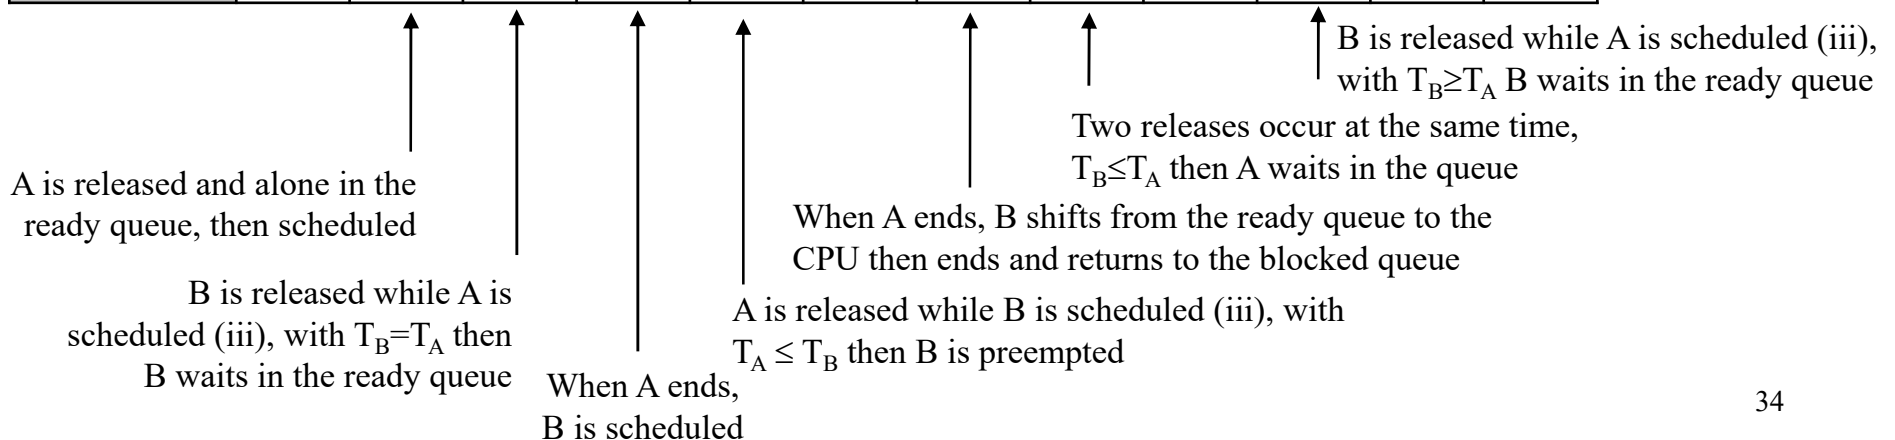 A is released and alone in the
ready queue, then scheduled
B is released while A is
scheduled (iii), with T_B=T_A then
B waits in the ready queue
When A ends,
B is scheduled
A is released while B is scheduled (iii), with
T_A ≤ T_B then B is preempted
When A ends, B shifts from the ready queue to the
CPU then ends and returns to the blocked queue
Two releases occur at the same time,
T_B≤T_A then A waits in the queue
B is released while A is scheduled (iii),
with T_B≥T_A B waits in the ready queue
34